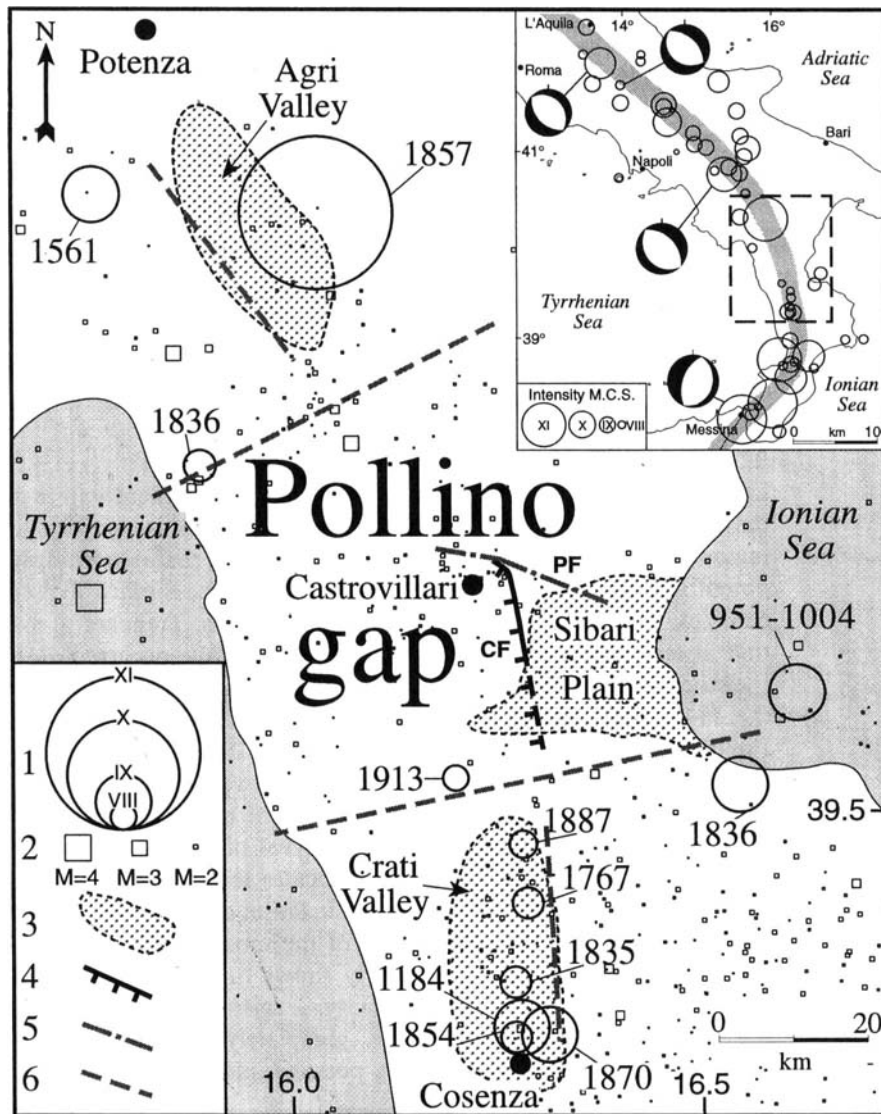 N
Potenza
Agri
Valley
1857
1561
1836
Tyrrhenian
Sea
Pollino
gap
Castrovillari
PF
CF
Sibari
Plain
Ionian
Sea
951-1004
1913
1836
39.5
1887
1767
1835
1184
1854
1870
Crati
Valley
Cosenza
16.0
16.5
0 20
km
L'Aquila
14°
16°
Adriatic
Sea
Roma
Bari
41°
Napoli
Tyrrhenian
Sea
39°
Ionian
Sea
Messina
Intensity M.C.S.
XI X IX VIII
0 km 10
1
XI
X
IX
VIII
2
M=4 M=3 M=2
3
4
5
6